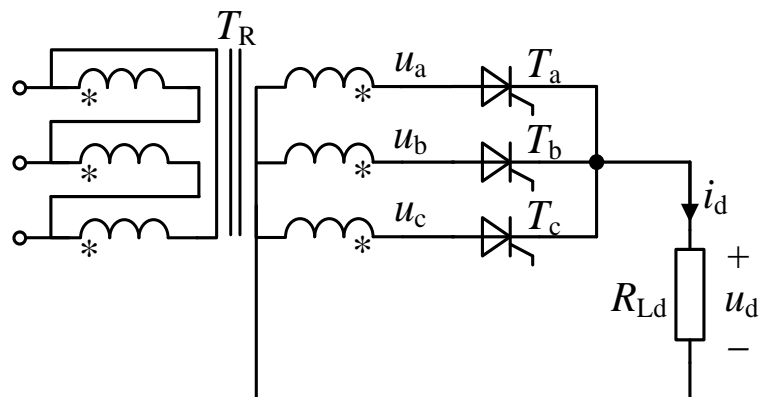 T_R
*
*
*
u_a
*
T_a
u_b
*
T_b
u_c
*
T_c
i_d
R_Ld
+
u_d
−